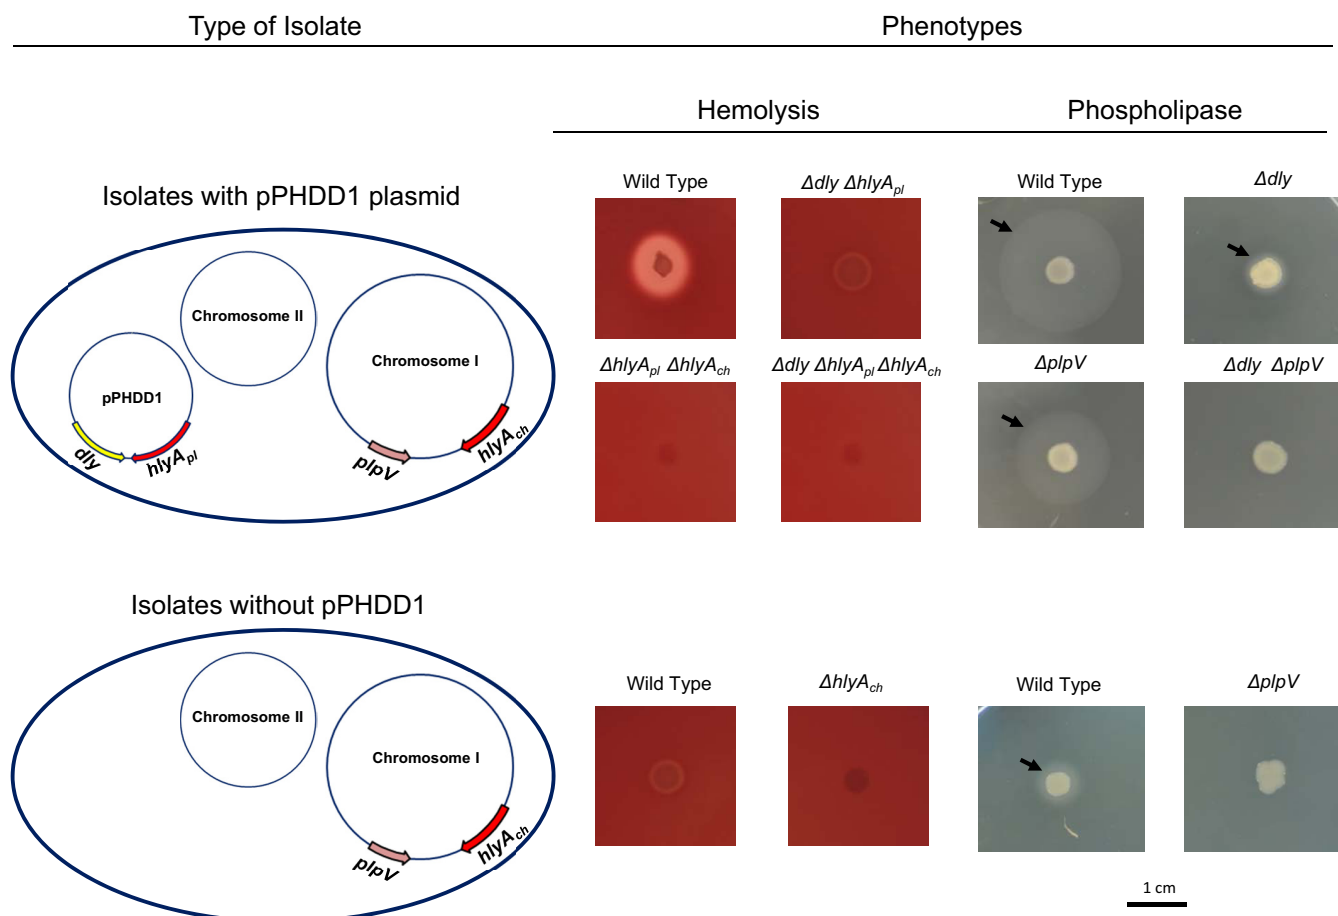 Type of Isolate
Phenotypes
Hemolysis
Phospholipase
Isolates with pPHDD1 plasmid
Wild Type
Δdly ΔhlyApl
Wild Type
Δdly
Chromosome II
Chromosome I
pPHDD1
dly
hlyApl
plpV
hlyAch
ΔhlyApl ΔhlyAch
Δdly ΔhlyApl ΔhlyAch
ΔplpV
Δdly ΔplpV
Isolates without pPHDD1
Chromosome II
Chromosome I
plpV
hlyAch
Wild Type
ΔhlyAch
Wild Type
ΔplpV
1 cm